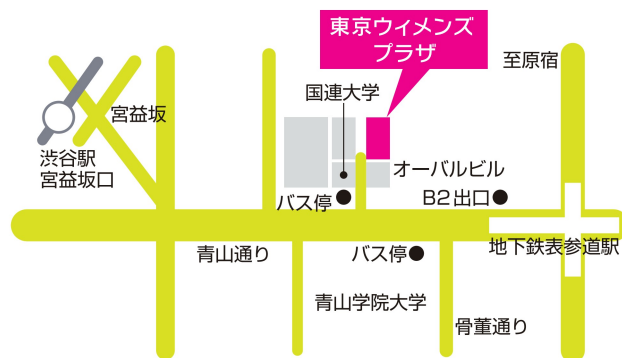 東京ウィメンズ
プラザ
至原宿
国連大学
宮益坂
渋谷駅
宮益坂口
オーバルビル
B2出口
バス停
地下鉄表参道駅
青山通り
バス停
青山学院大学
骨董通り